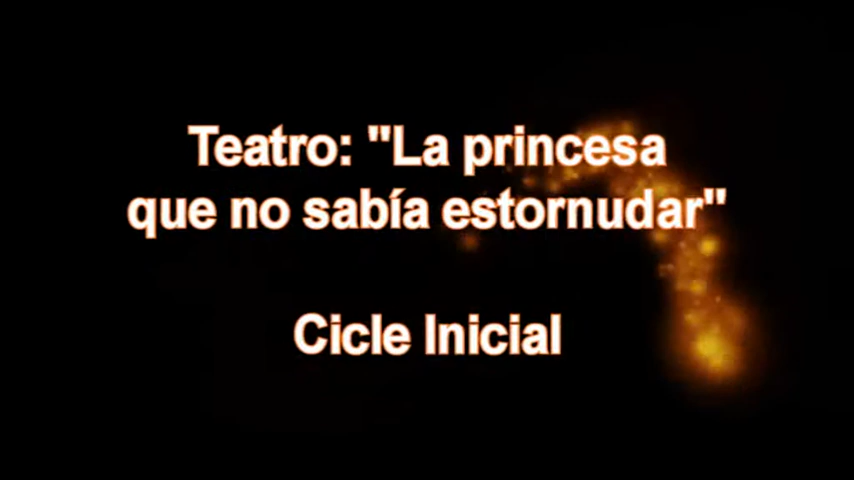 Teatro: "La princesa
que no sabía estornudar"
Cicle Inicial